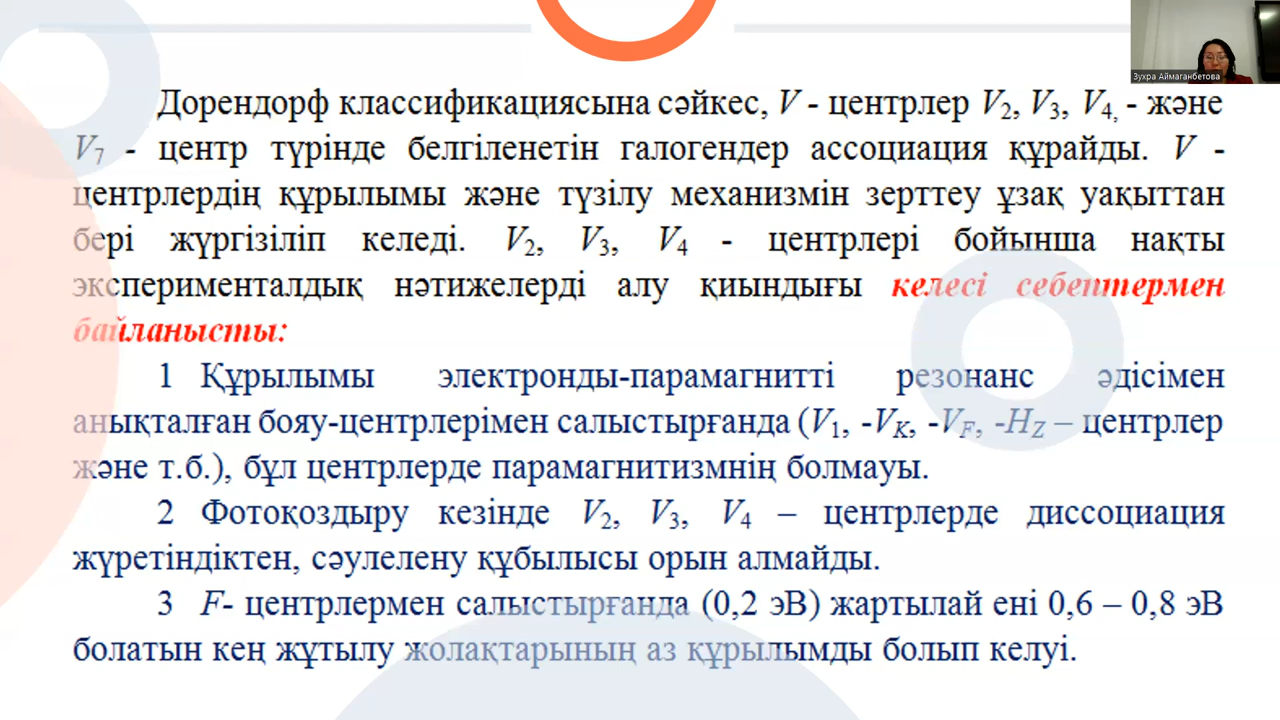 Зухра Аймаганбетова
Дорендорф классификациясына сәйкес, V - центрлер V2, V3, V4, - және
V7 - центр түрінде белгіленетін галогендер ассоциация құрайды. V -
центрлердің құрылымы және түзілу механизмін зерттеу ұзақ уақыттан
бері жүргізіліп келеді. V2, V3, V4 - центрлері бойынша нақты
эксперименталдық нәтижелерді алу қиындығы келесі себептермен
байланысты:
1 Құрылымы электронды-парамагнитті резонанс әдісімен
анықталған бояу-центрлерімен салыстырғанда (V1, -VK, -VF, -HZ – центрлер
және т.б.), бұл центрлерде парамагнитизмнің болмауы.
2 Фотоқоздыру кезінде V2, V3, V4 – центрлерде диссоциация
жүретіндіктен, сәулелену құбылысы орын алмайды.
3 F- центрлермен салыстырғанда (0,2 эВ) жартылай ені 0,6 – 0,8 эВ
болатын кең жұтылу жолақтарының аз құрылымды болып келуі.